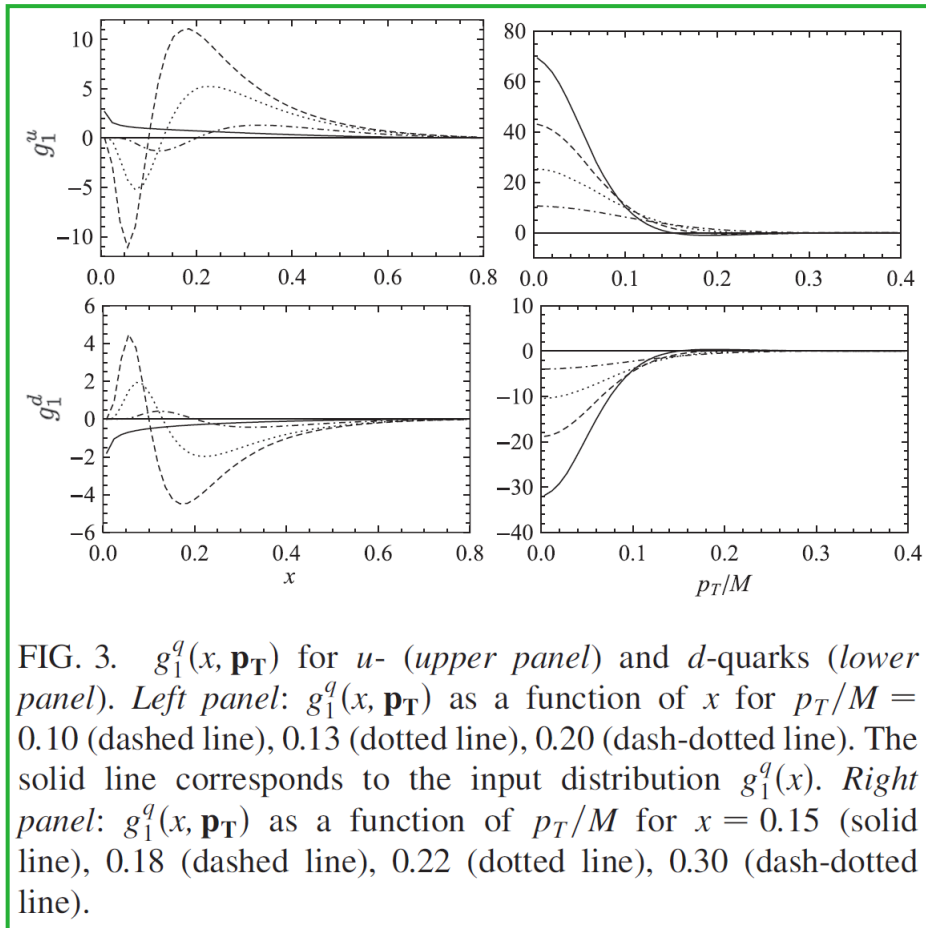 10
5
0
−5
−10
g₁ᵘ
0.0 0.2 0.4 0.6 0.8
80
60
40
20
0
0.0 0.1 0.2 0.3 0.4
6
4
2
0
−2
−4
−6
g₁ᵈ
0.0 0.2 0.4 0.6 0.8
x
10
0
−10
−20
−30
−40
0.0 0.1 0.2 0.3 0.4
p_T/M
FIG. 3. g₁^q(x, p_T) for u- (upper panel) and d-quarks (lower
panel). Left panel: g₁^q(x, p_T) as a function of x for p_T/M =
0.10 (dashed line), 0.13 (dotted line), 0.20 (dash-dotted line). The
solid line corresponds to the input distribution g₁^q(x). Right
panel: g₁^q(x, p_T) as a function of p_T/M for x = 0.15 (solid
line), 0.18 (dashed line), 0.22 (dotted line), 0.30 (dash-dotted
line).